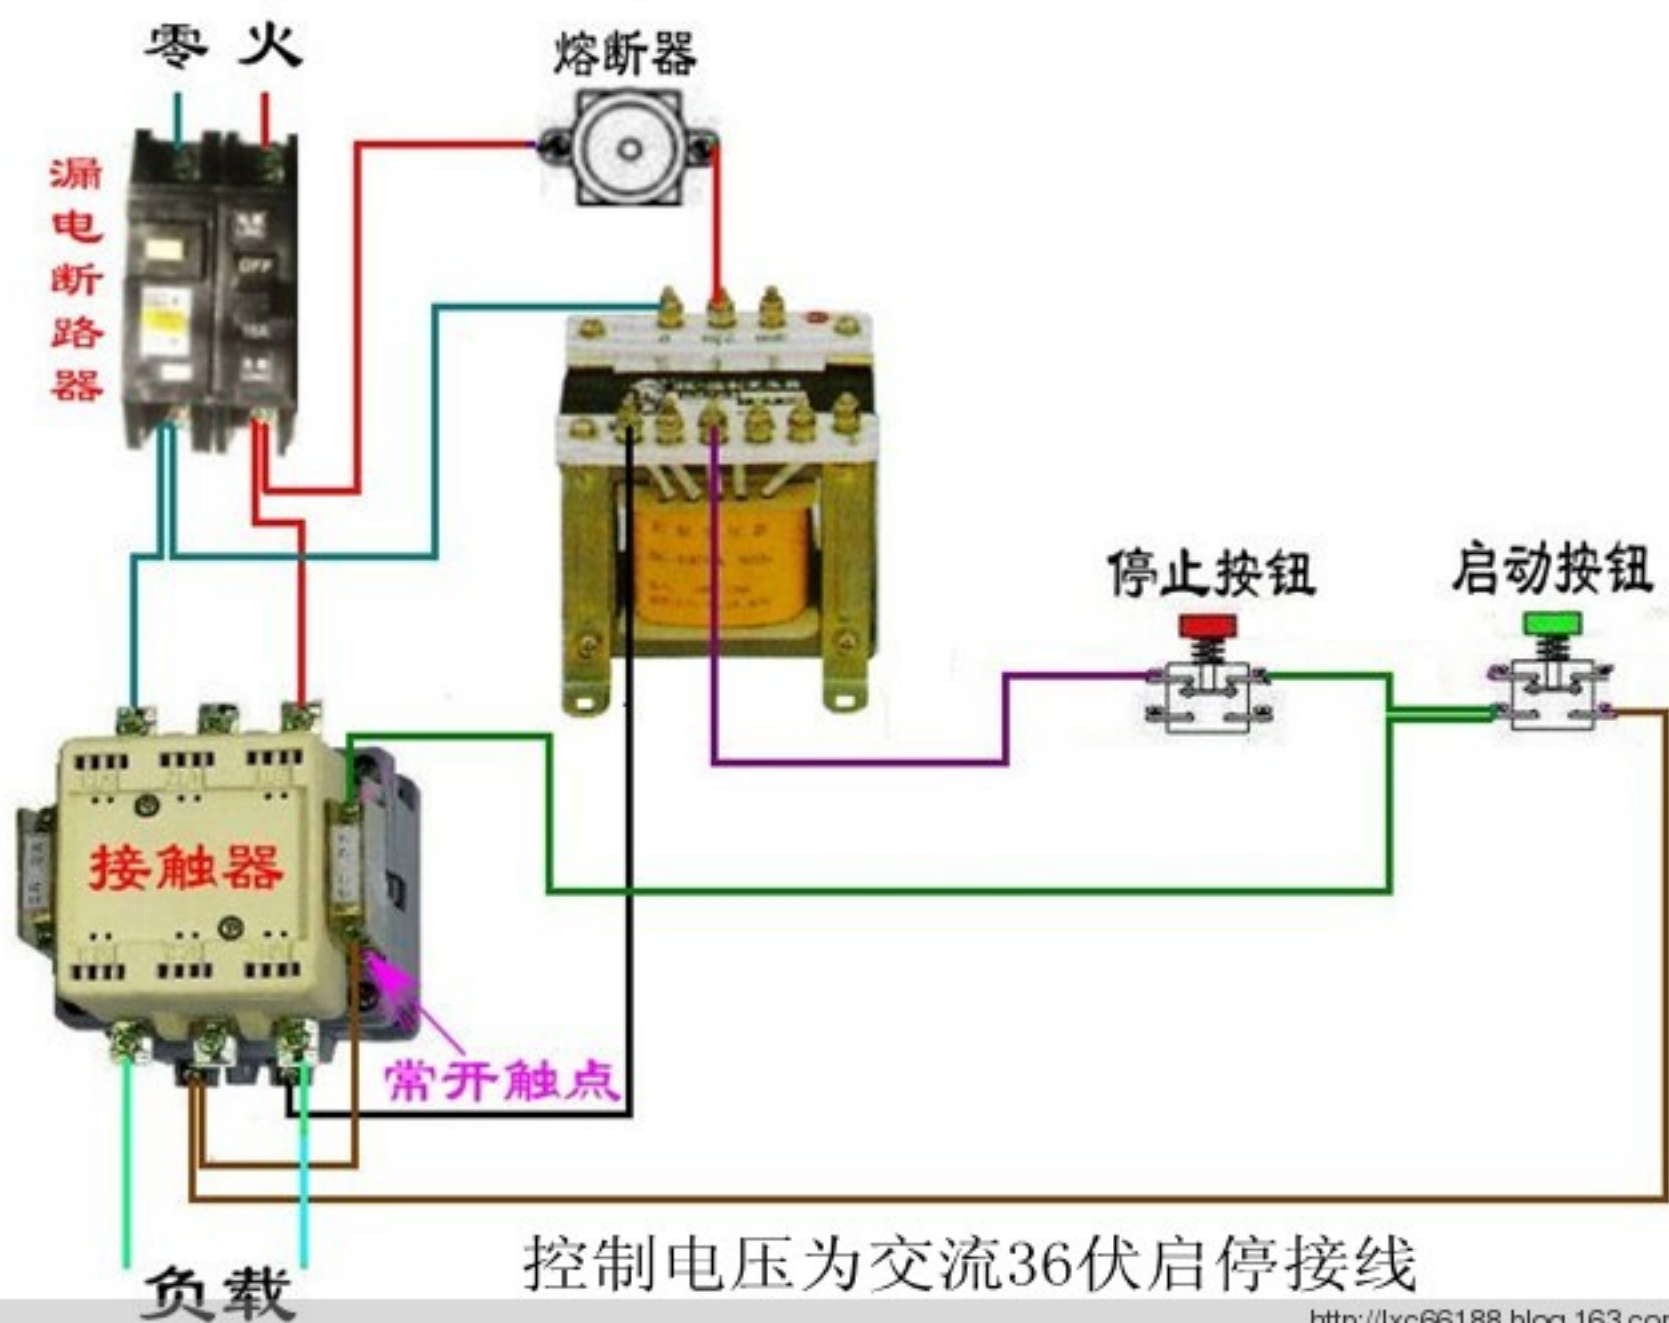 零 火
熔断器
漏电断路器
OFF
停止按钮
启动按钮
接触器
常开触点
负载
控制电压为交流36伏启停接线
http://lxc66188.blog.163.com